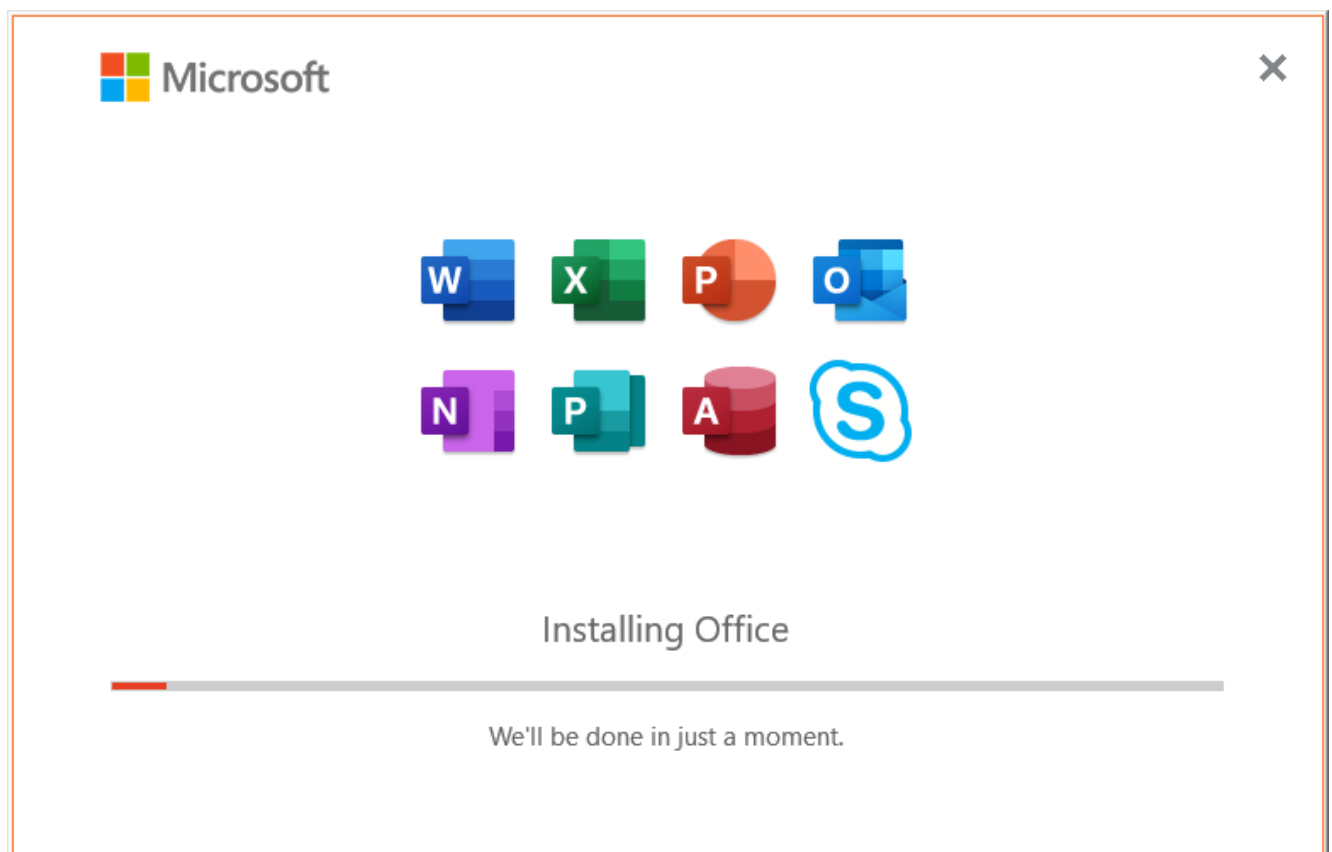 Microsoft
W X P O
N P A S
Installing Office
We'll be done in just a moment.